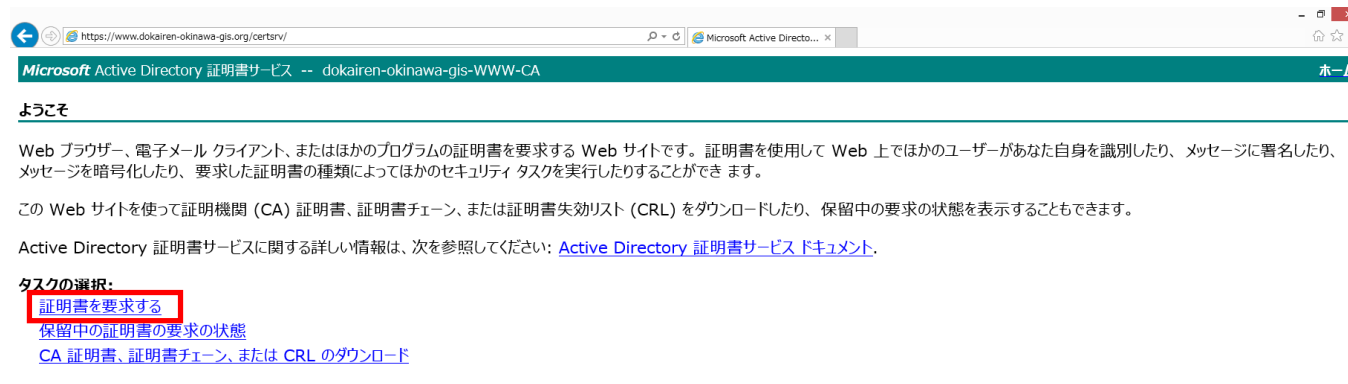 https://www.dokairen-okinawa-gis.org/certsrv/
Microsoft Active Directo... ×
Microsoft Active Directory 証明書サービス -- dokairen-okinawa-gis-WWW-CA
ホーム
ようこそ
Web ブラウザー、電子メール クライアント、またはほかのプログラムの証明書を要求する Web サイトです。証明書を使用して Web 上でほかのユーザーがあなた自身を識別したり、メッセージに署名したり、
メッセージを暗号化したり、要求した証明書の種類によってほかのセキュリティ タスクを実行したりすることができ ます。
この Web サイトを使って証明機関 (CA) 証明書、証明書チェーン、または証明書失効リスト (CRL) をダウンロードしたり、保留中の要求の状態を表示することもできます。
Active Directory 証明書サービスに関する詳しい情報は、次を参照してください: Active Directory 証明書サービス ドキュメント.
タスクの選択:
証明書を要求する
保留中の証明書の要求の状態
CA 証明書、証明書チェーン、または CRL のダウンロード